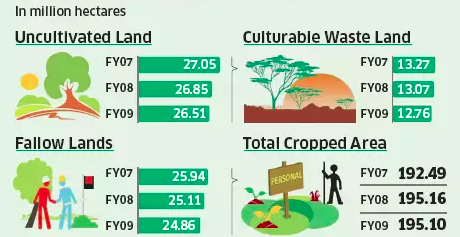 In million hectares
Uncultivated Land
FY07 27.05
FY08 26.85
FY09 26.51
Culturable Waste Land
FY07 13.27
FY08 13.07
FY09 12.76
Fallow Lands
FY07 25.94
FY08 25.11
FY09 24.86
Total Cropped Area
PERSONAL
FY07 192.49
FY08 195.16
FY09 195.10